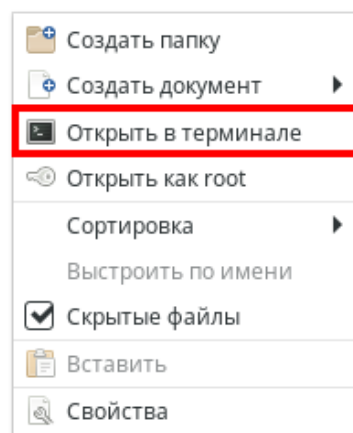 Создать папку
Создать документ
Открыть в терминале
Открыть как root
Сортировка
Выстроить по имени
Скрытые файлы
Вставить
Свойства